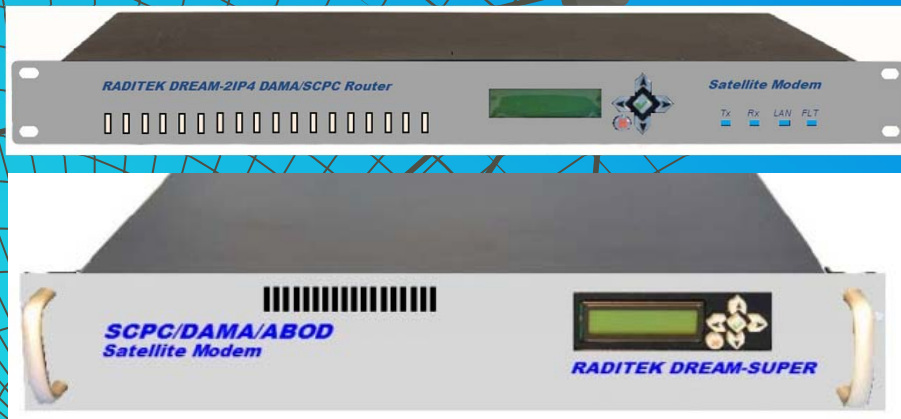 RADITEK DREAM-2IP4 DAMA/SCPC Router
Satellite Modem
Tx Rx LAN FLT
SCPC/DAMA/ABOD
Satellite Modem
RADITEK DREAM-SUPER